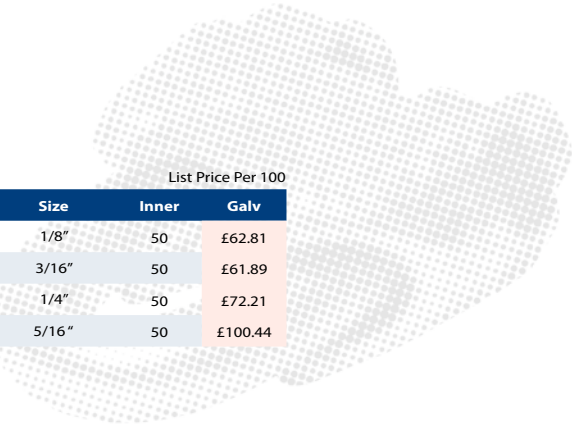 List Price Per 100
Size Inner Galv
1/8” 50 £62.81
3/16” 50 £61.89
1/4” 50 £72.21
5/16 “ 50 £100.44